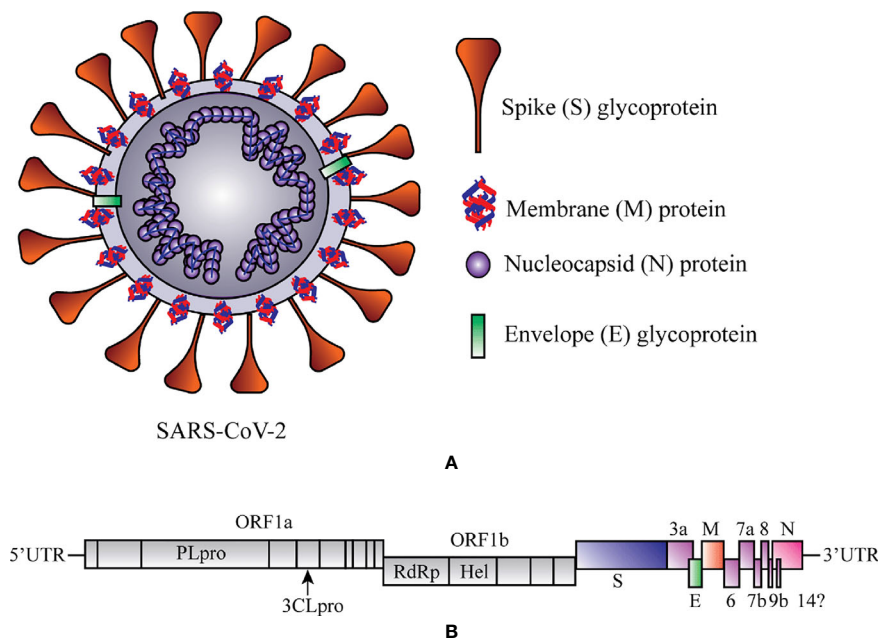 Spike (S) glycoprotein
Membrane (M) protein
Nucleocapsid (N) protein
Envelope (E) glycoprotein
SARS-CoV-2
A
ORF1a
5’UTR
PLpro
3CLpro
ORF1b
RdRp Hel
S
3a M 7a 8 N
3’UTR
E 6 7b 9b 14?
B